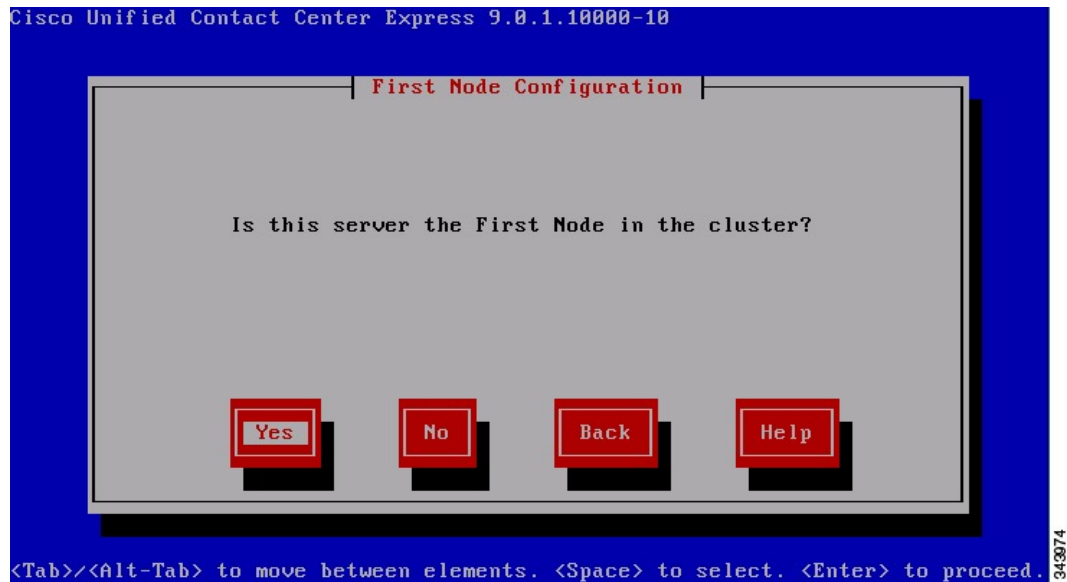 Cisco Unified Contact Center Express 9.0.1.10000-10
First Node Configuration
Is this server the First Node in the cluster?
Yes No Back Help
<Tab>/<Alt-Tab> to move between elements. <Space> to select. <Enter> to proceed.
343974